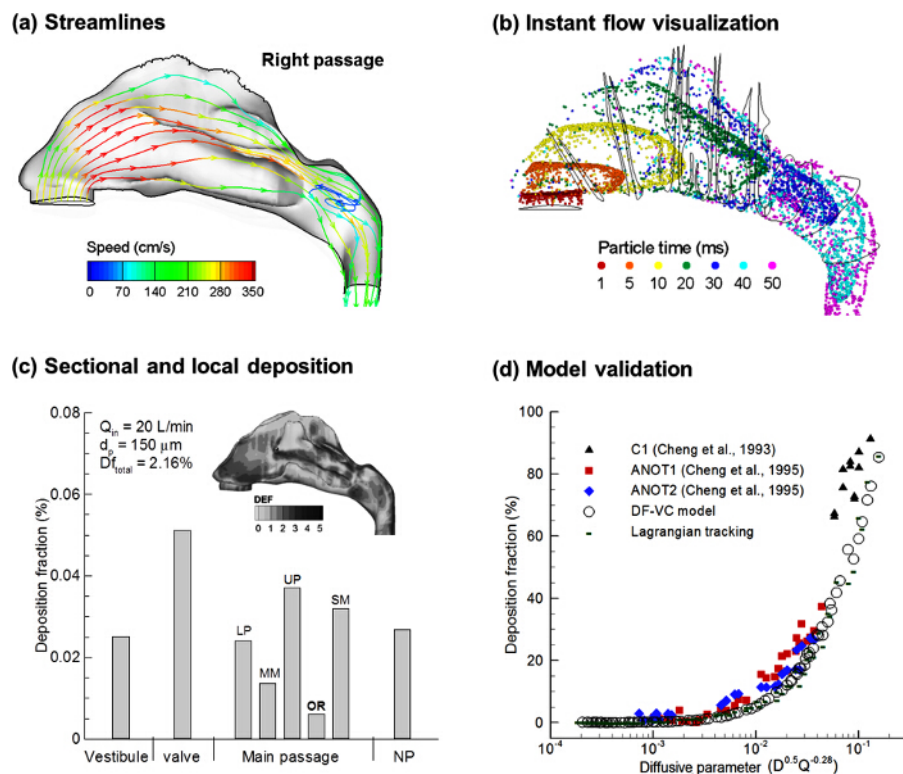 (a) Streamlines
Right passage
Speed (cm/s)
0 70 140 210 280 350
(b) Instant flow visualization
Particle time (ms)
1 5 10 20 30 40 50
(c) Sectional and local deposition
Deposition fraction (%)
0.08
0.06
0.04
0.02
0
Q_in = 20 L/min
d_p = 150 μm
Df_total = 2.16%
DEF
0 1 2 3 4 5
LP
MM
UP
OR
SM
Vestibule
valve
Main passage
NP
(d) Model validation
Deposition fraction (%)
100
80
60
40
20
0
C1 (Cheng et al., 1993)
ANOT1 (Cheng et al., 1995)
ANOT2 (Cheng et al., 1995)
DF-VC model
Lagrangian tracking
10⁻⁴ 10⁻³ 10⁻² 10⁻¹
Diffusive parameter (D^0.5Q^-0.28)